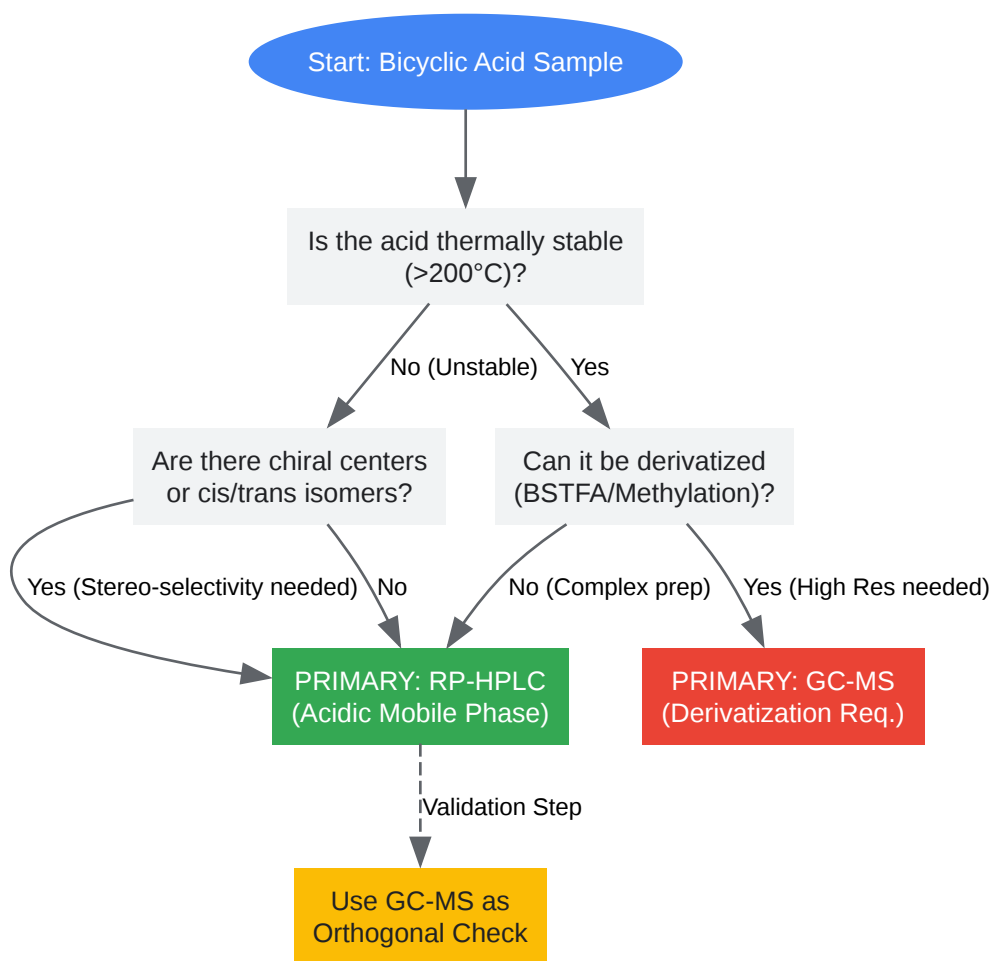 Start: Bicyclic Acid Sample
Is the acid thermally stable
(>200°C)?
No (Unstable)
Yes
Are there chiral centers
or cis/trans isomers?
Can it be derivatized
(BSTFA/Methylation)?
Yes (Stereo-selectivity needed)
No
No (Complex prep)
Yes (High Res needed)
PRIMARY: RP-HPLC
(Acidic Mobile Phase)
PRIMARY: GC-MS
(Derivatization Req.)
Validation Step
Use GC-MS as
Orthogonal Check